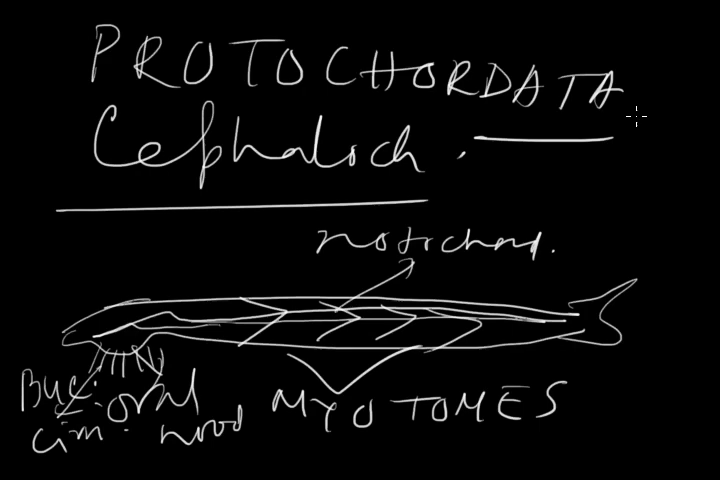 PROTOCHORDATA
Cephaloch.
notochord.
Buc.
cirri.
oral
hood
MYOTOMES